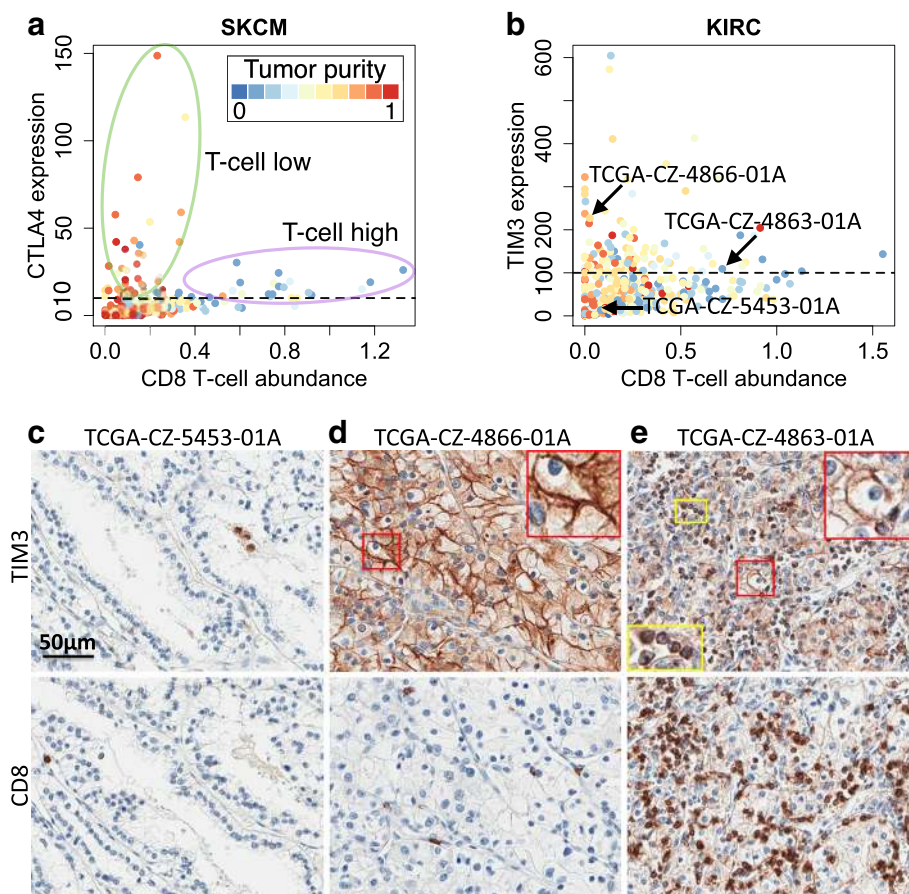 a
SKCM
CTLA4 expression
150
100
50
10
0
Tumor purity
0 1
T-cell low
T-cell high
0.0 0.4 0.8 1.2
CD8 T-cell abundance
b
KIRC
TIM3 expression
600
400
200
100
0
TCGA-CZ-4866-01A
TCGA-CZ-4863-01A
TCGA-CZ-5453-01A
0.0 0.5 1.0 1.5
CD8 T-cell abundance
c TCGA-CZ-5453-01A
d TCGA-CZ-4866-01A
e TCGA-CZ-4863-01A
TIM3
50µm
CD8